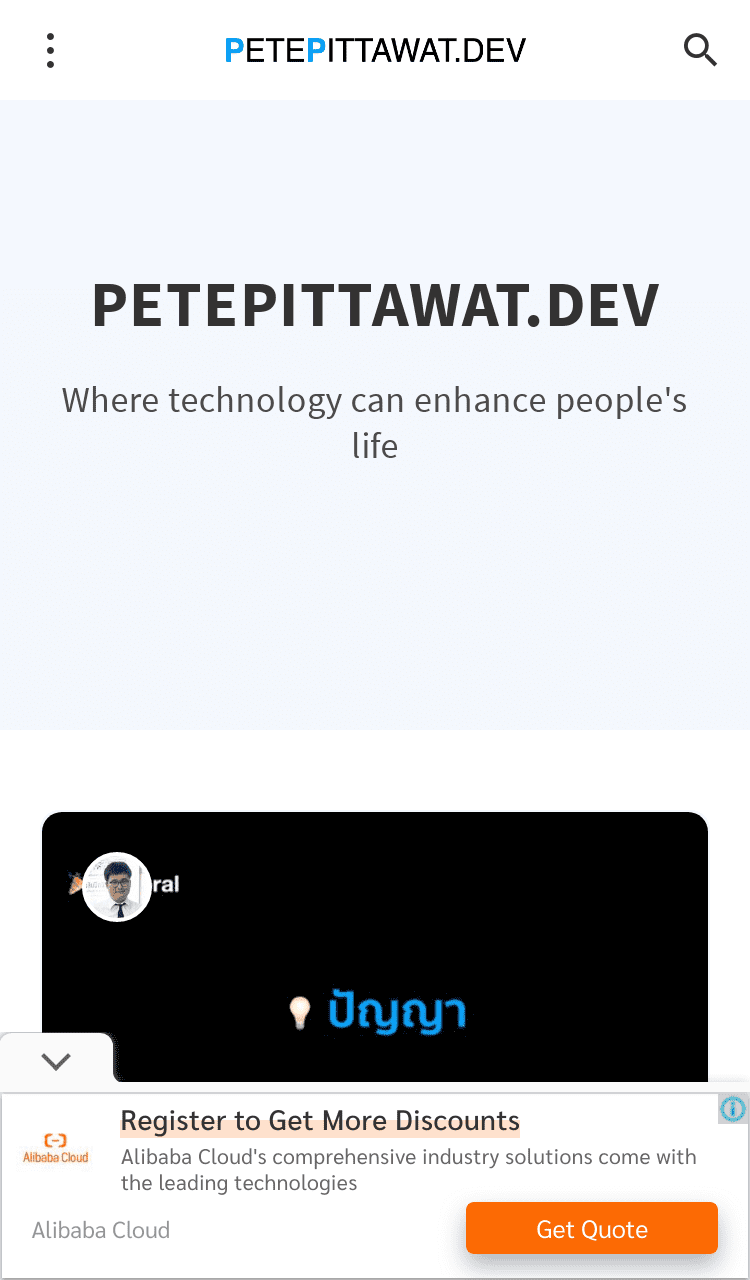 PETEPITTAWAT.DEV
PETEPITTAWAT.DEV
Where technology can enhance people's
life
ral
ปัญญา
Register to Get More Discounts
Alibaba Cloud
Alibaba Cloud's comprehensive industry solutions come with
the leading technologies
Alibaba Cloud
Get Quote